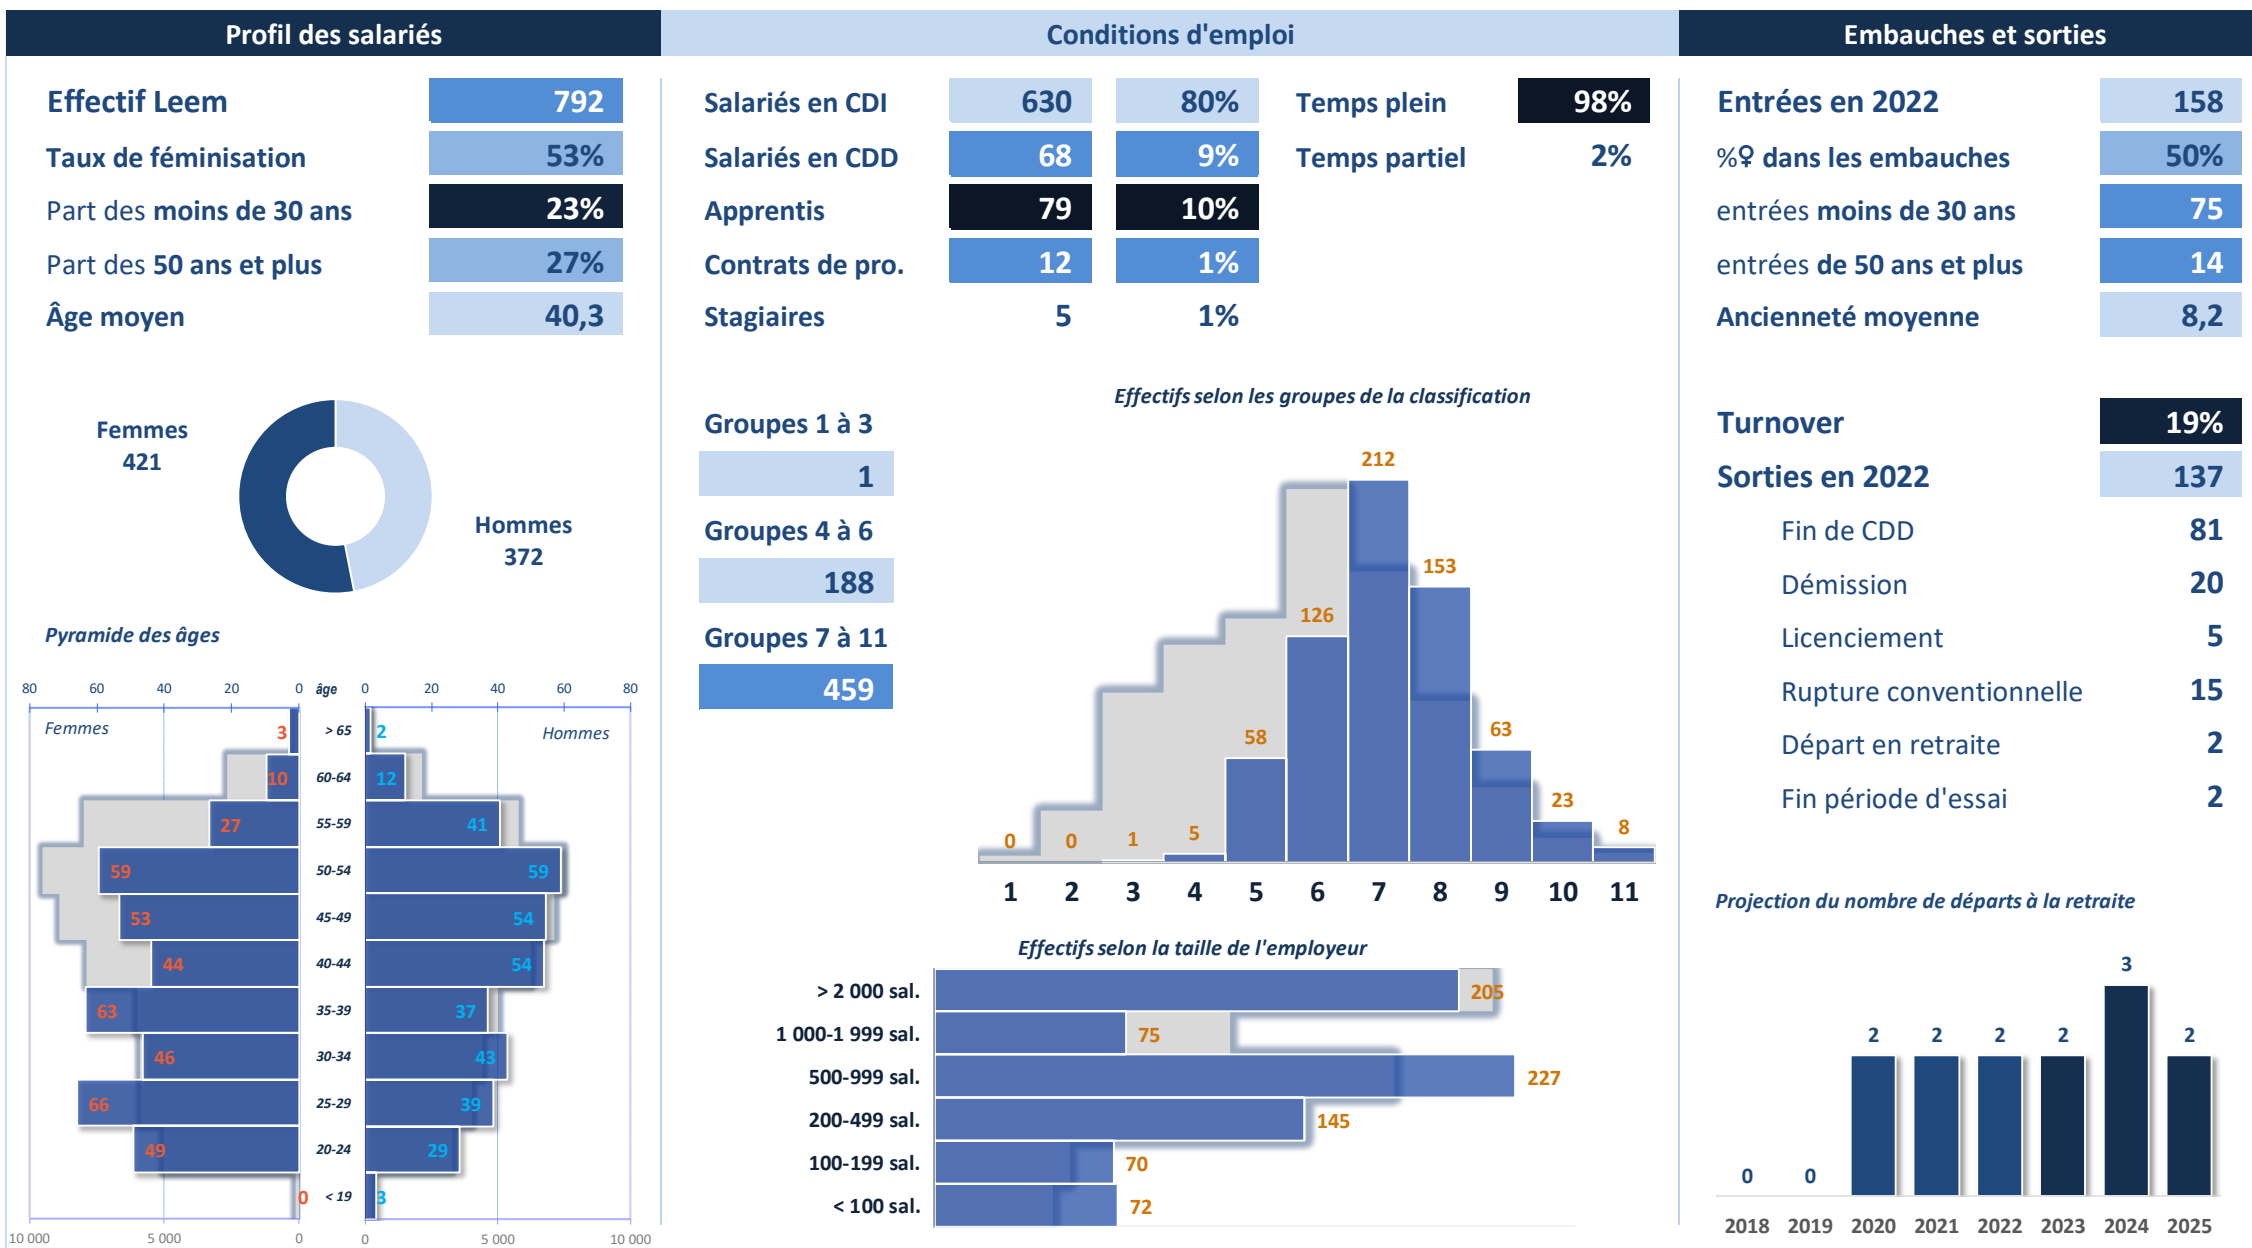 Profil des salariés
Effectif Leem 792
Taux de féminisation 53%
Part des moins de 30 ans 23%
Part des 50 ans et plus 27%
Âge moyen 40,3
Femmes
421
Hommes
372
Pyramide des âges
80 60 40 20 0 âge 0 20 40 60 80
Femmes Hommes
3 > 65 2
10 60-64 12
27 55-59 41
59 50-54 59
53 45-49 54
44 40-44 54
63 35-39 37
46 30-34 43
66 25-29 39
49 20-24 29
0 < 19 3
10 000 5 000 0 0 5 000 10 000
Conditions d'emploi
Salariés en CDI 630 80%
Salariés en CDD 68 9%
Apprentis 79 10%
Contrats de pro. 12 1%
Stagiaires 5 1%
Temps plein 98%
Temps partiel 2%
Groupes 1 à 3
1
Groupes 4 à 6
188
Groupes 7 à 11
459
Effectifs selon les groupes de la classification
0 0 1 5 58 126 212 153 63 23 8
1 2 3 4 5 6 7 8 9 10 11
Effectifs selon la taille de l'employeur
> 2 000 sal. 205
1 000-1 999 sal. 75
500-999 sal. 227
200-499 sal. 145
100-199 sal. 70
< 100 sal. 72
Embauches et sorties
Entrées en 2022 158
%♀ dans les embauches 50%
entrées moins de 30 ans 75
entrées de 50 ans et plus 14
Ancienneté moyenne 8,2
Turnover 19%
Sorties en 2022 137
Fin de CDD 81
Démission 20
Licenciement 5
Rupture conventionnelle 15
Départ en retraite 2
Fin période d'essai 2
Projection du nombre de départs à la retraite
0 0 2 2 2 2 3 2
2018 2019 2020 2021 2022 2023 2024 2025